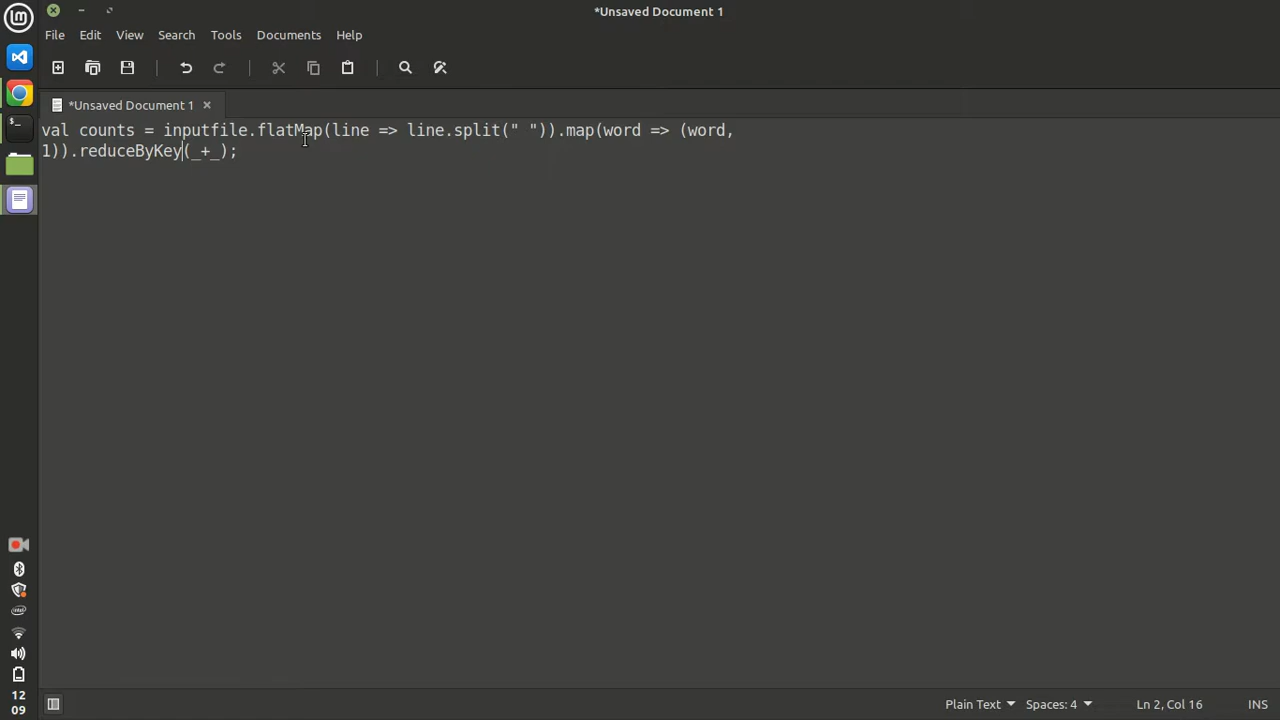 *Unsaved Document 1
File Edit View Search Tools Documents Help
*Unsaved Document 1
val counts = inputfile.flatMap(line => line.split(" ")).map(word => (word,
1)).reduceByKey(_+_);
12
09
Plain Text Spaces: 4 Ln 2, Col 16 INS